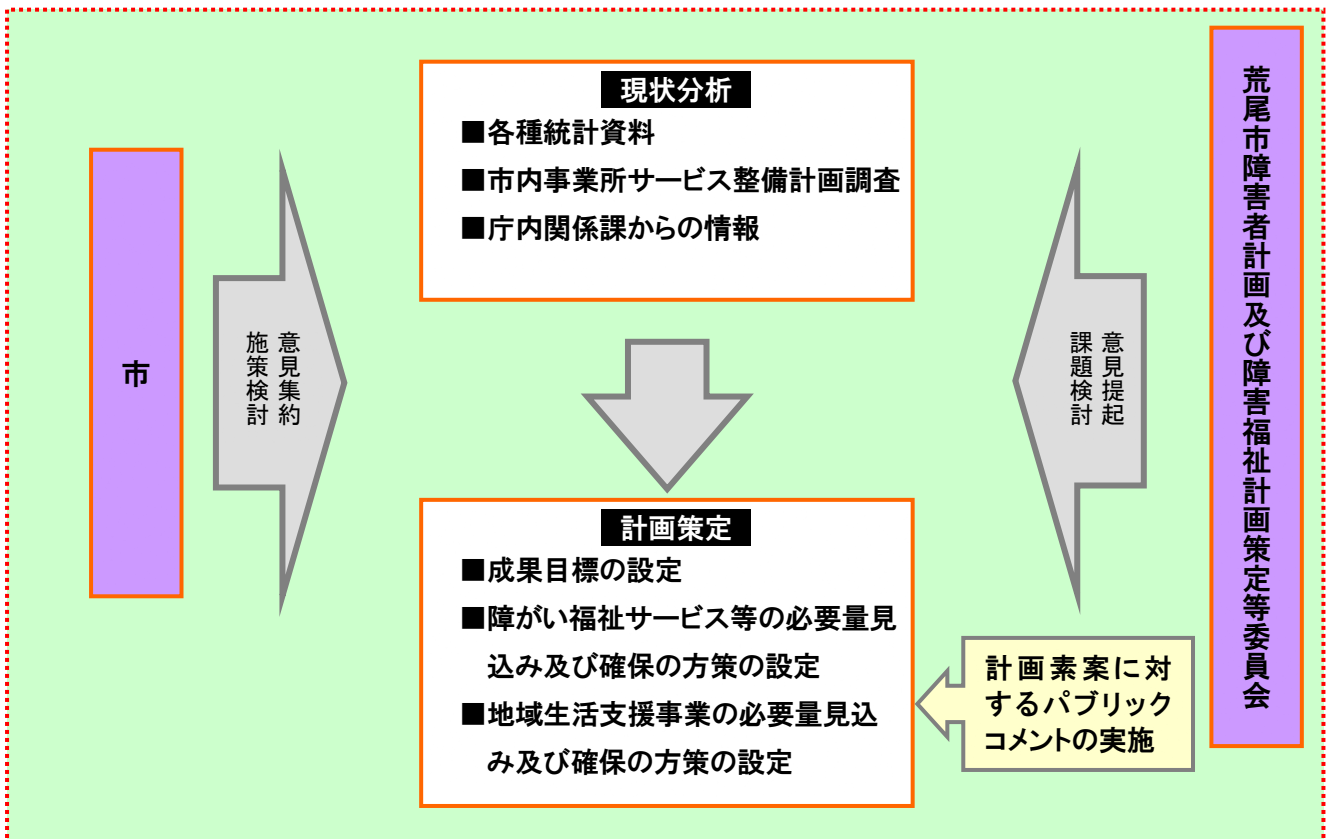 現状分析
■各種統計資料
■市内事業所サービス整備計画調査
■庁内関係課からの情報
市
意見集約
施策検討
意見提起
課題検討
荒尾市障害者計画及び障害福祉計画策定等委員会
計画策定
■成果目標の設定
■障がい福祉サービス等の必要量見
込み及び確保の方策の設定
■地域生活支援事業の必要量見込
み及び確保の方策の設定
計画素案に対
するパブリック
コメントの実施